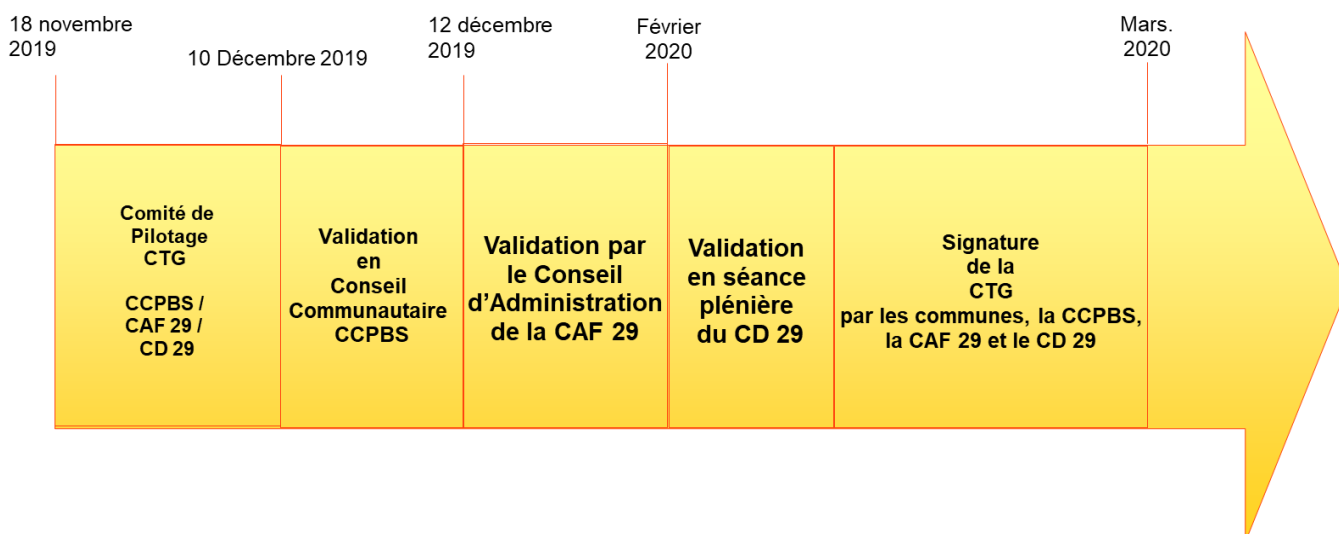 18 novembre
2019
10 Décembre 2019
12 décembre
2019
Février
2020
Mars.
2020
Comité de
Pilotage
CTG
CCPBS /
CAF 29 /
CD 29
Validation
en
Conseil
Communautaire
CCPBS
Validation par
le Conseil
d’Administration
de la CAF 29
Validation
en séance
plénière
du CD 29
Signature
de la
CTG
par les communes, la CCPBS,
la CAF 29 et le CD 29